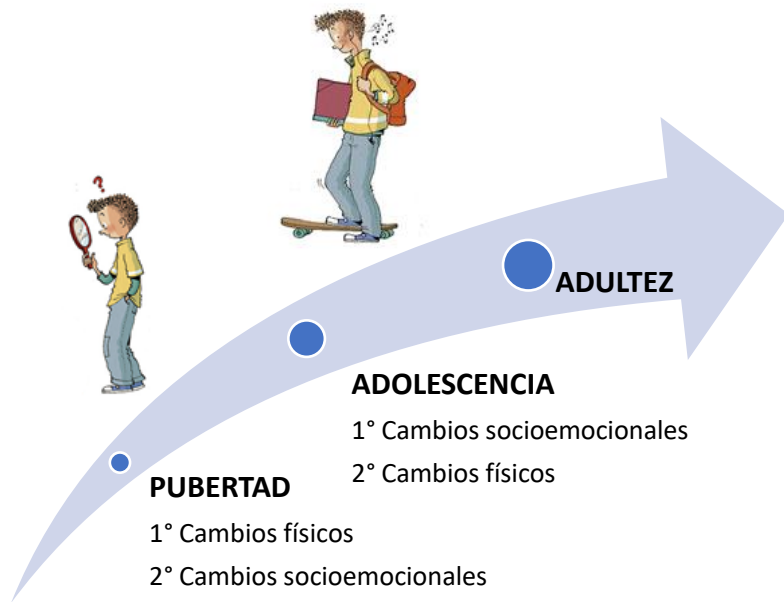 ?
ADULTEZ
ADOLESCENCIA
1° Cambios socioemocionales
2° Cambios físicos
PUBERTAD
1° Cambios físicos
2° Cambios socioemocionales